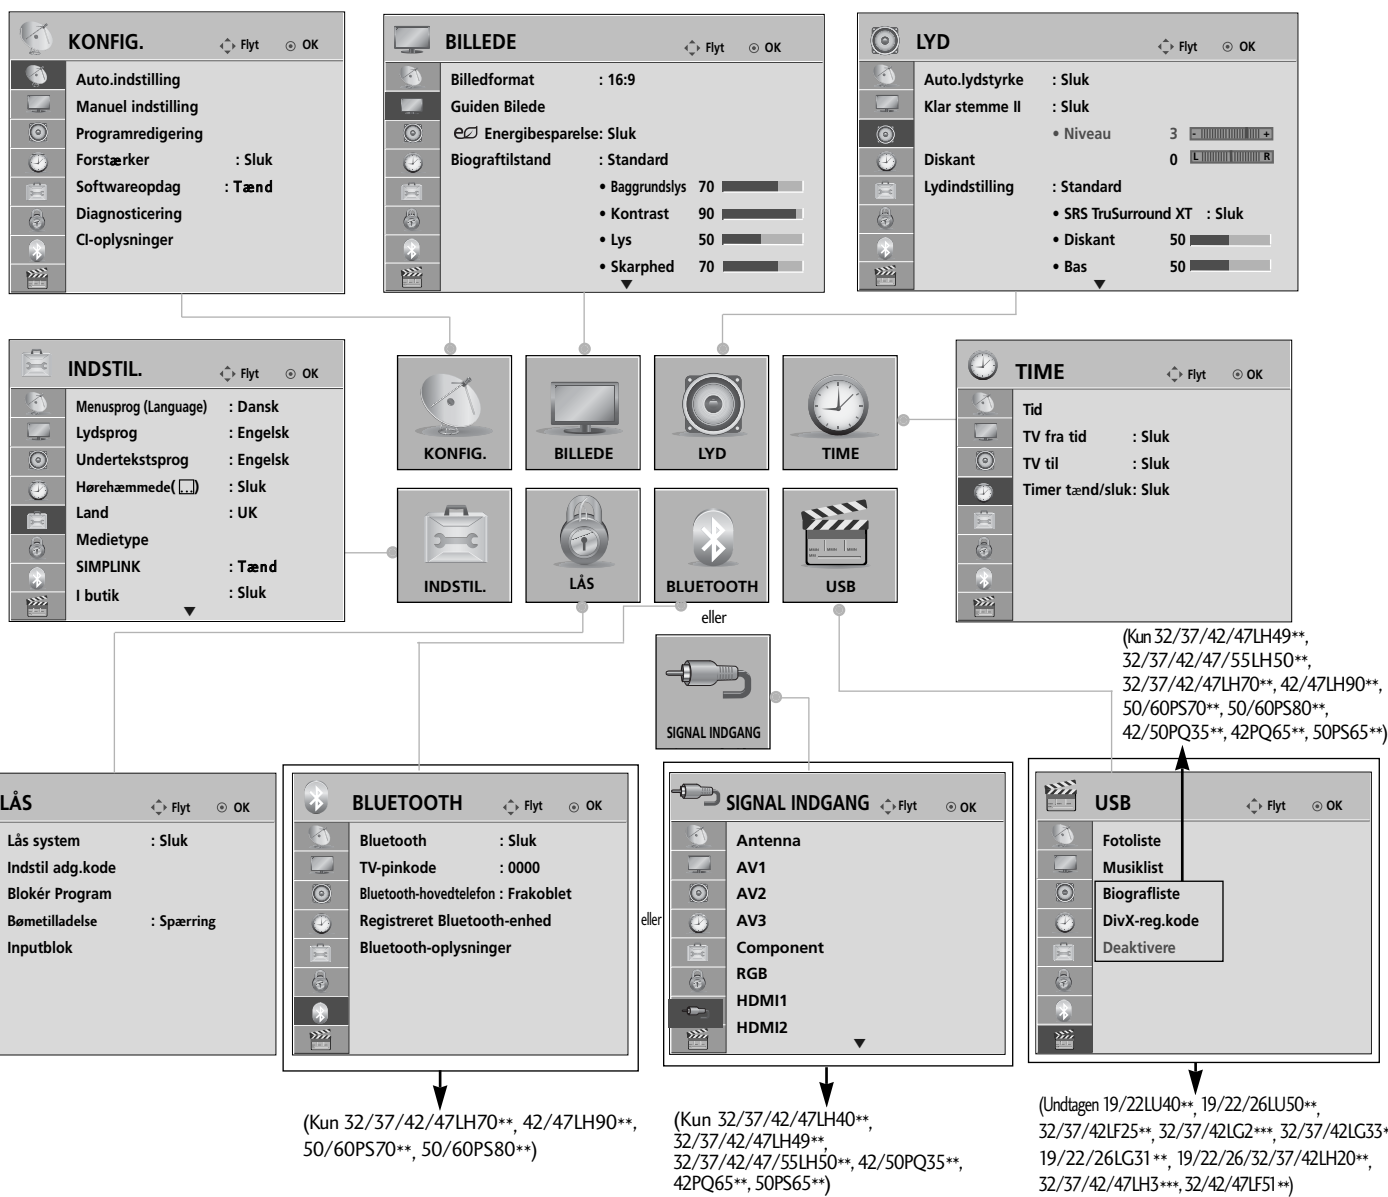 KONFIG. Flyt OK
Auto.indstilling
Manuel indstilling
Programredigering
Forstærker : Sluk
Softwareopdag : Tænd
Diagnosticering
CI-oplysninger
BILLEDE Flyt OK
Billedformat : 16:9
Guiden Bilede
Energibesparelse: Sluk
Biograftilstand : Standard
• Baggrundslys 70
• Kontrast 90
• Lys 50
• Skarphed 70
LYD Flyt OK
Auto.lydstyrke : Sluk
Klar stemme II : Sluk
• Niveau 3 - +
Diskant 0 L R
Lydindstilling : Standard
• SRS TruSurround XT : Sluk
• Diskant 50
• Bas 50
INDSTIL. Flyt OK
Menusprog (Language) : Dansk
Lydsprog : Engelsk
Undertekstsprog : Engelsk
Hørehæmmede( ) : Sluk
Land : UK
Medietype
SIMPLINK : Tænd
I butik : Sluk
KONFIG.
BILLEDE
LYD
TIME
INDSTIL.
LÅS
BLUETOOTH
USB
eller
SIGNAL INDGANG
TIME Flyt OK
Tid
TV fra tid : Sluk
TV til : Sluk
Timer tænd/sluk: Sluk
(Kun 32/37/42/47LH49**,
32/37/42/47/55LH50**,
32/37/42/47LH70**, 42/47LH90**,
50/60PS70**, 50/60PS80**,
42/50PQ35**, 42PQ65**, 50PS65**)
LÅS Flyt OK
Lås system : Sluk
Indstil adg.kode
Blokér Program
Bømetilladelse : Spærring
Inputblok
BLUETOOTH Flyt OK
Bluetooth : Sluk
TV-pinkode : 0000
Bluetooth-hovedtelefon : Frakoblet
Registreret Bluetooth-enhed
Bluetooth-oplysninger
eller
SIGNAL INDGANG Flyt OK
Antenna
AV1
AV2
AV3
Component
RGB
HDMI1
HDMI2
USB Flyt OK
Fotoliste
Musiklist
Biografliste
DivX-reg.kode
Deaktivere
(Kun 32/37/42/47LH70**, 42/47LH90**,
50/60PS70**, 50/60PS80**)
(Kun 32/37/42/47LH40**,
32/37/42/47LH49**,
32/37/42/47/55LH50**, 42/50PQ35**,
42PQ65**, 50PS65**)
(Undtagen 19/22LU40**, 19/22/26LU50**,
32/37/42LF25**, 32/37/42LG2***, 32/37/42LG33*
19/22/26LG31**, 19/22/26/32/37/42LH20**,
32/37/42/47LH3***, 32/42/47LF51**)